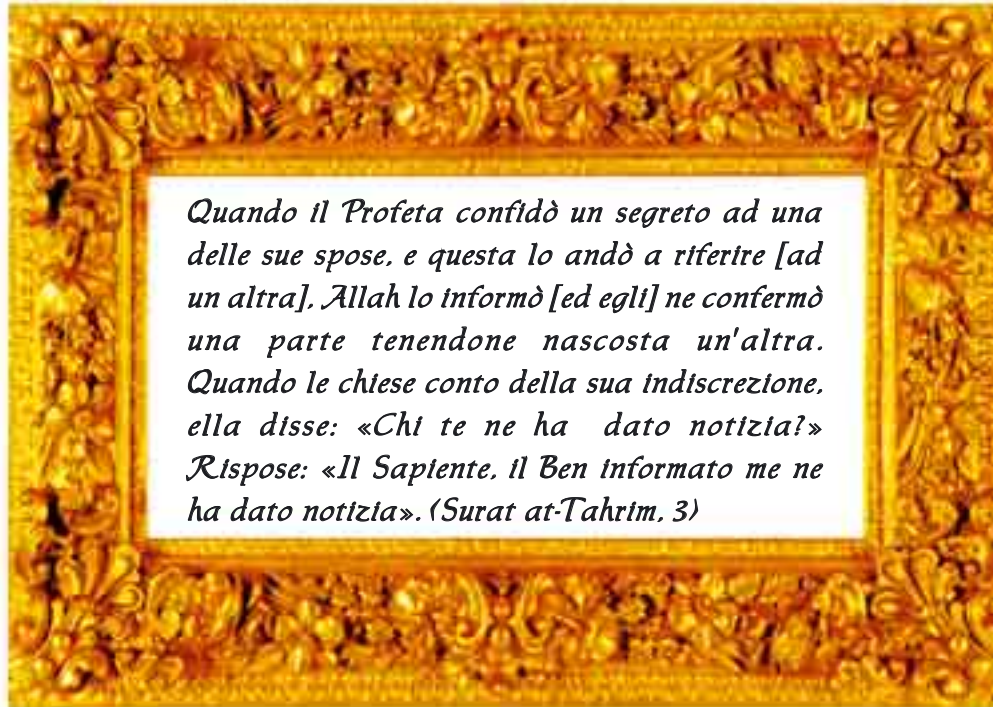 Quando il Profeta confidò un segreto ad una
delle sue spose, e questa lo andò a riferire [ad
un altra], Allah lo informò [ed egli] ne confermò
una parte tenendone nascosta un'altra.
Quando le chiese conto della sua indiscrezione,
ella disse: «Chi te ne ha dato notizia?»
Rispose: «Il Sapiente, il Ben informato me ne
ha dato notizia». (Surat at-Tahrim, 3)